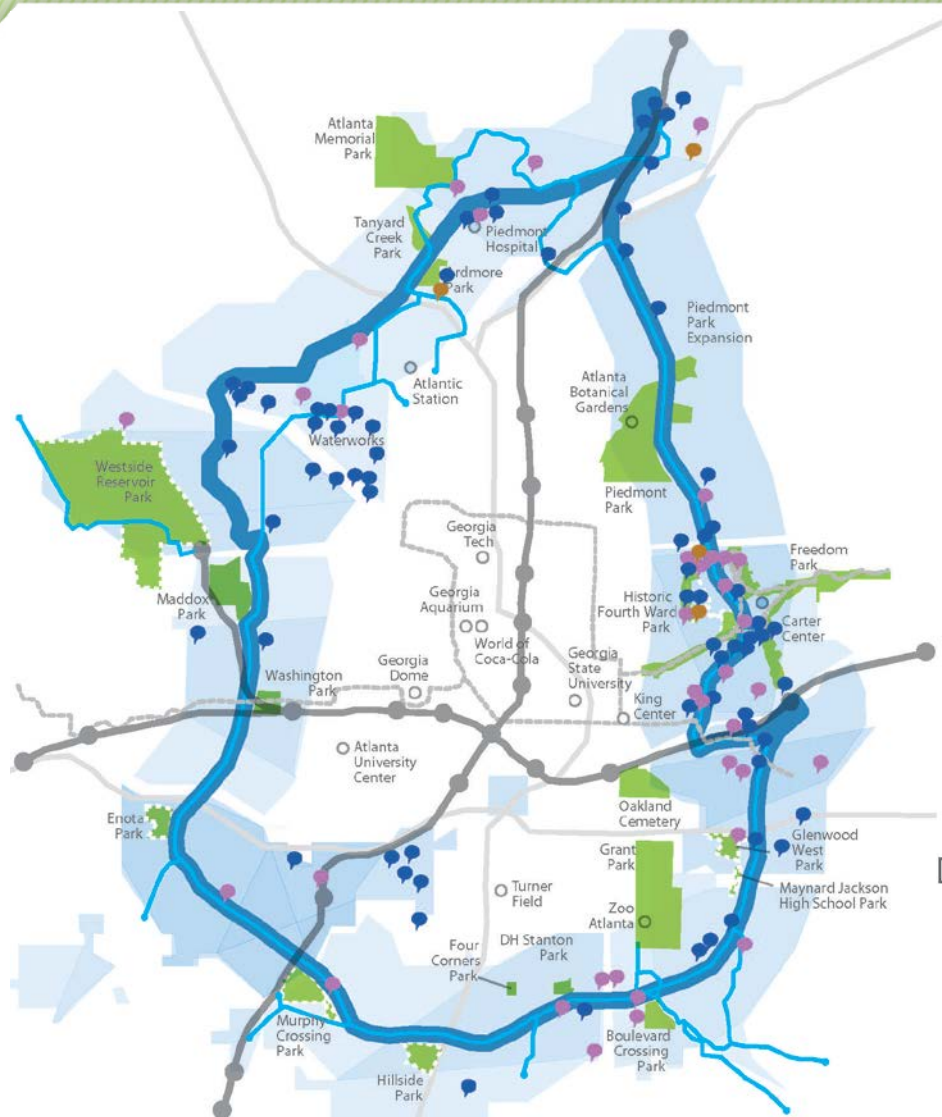 Atlanta
Memorial
Park
Tanyard
Creek
Park
Piedmont
Hospital
Ardmore
Park
Piedmont
Park
Expansion
Atlantic
Station
Atlanta
Botanical
Gardens
Waterworks
Westside
Reservoir
Park
Piedmont
Park
Georgia
Tech
Freedom
Park
Maddox
Park
Georgia
Aquarium
World of
Coca-Cola
Historic
Fourth Ward
Park
Carter
Center
Washington
Park
Georgia
Dome
Georgia
State
University
King
Center
Atlanta
University
Center
Enota
Park
Oakland
Cemetery
Grant
Park
Glenwood
West
Park
Maynard Jackson
High School Park
Turner
Field
Zoo
Atlanta
Four
Corners
Park
DH Stanton
Park
Murphy
Crossing
Park
Boulevard
Crossing
Park
Hillside
Park